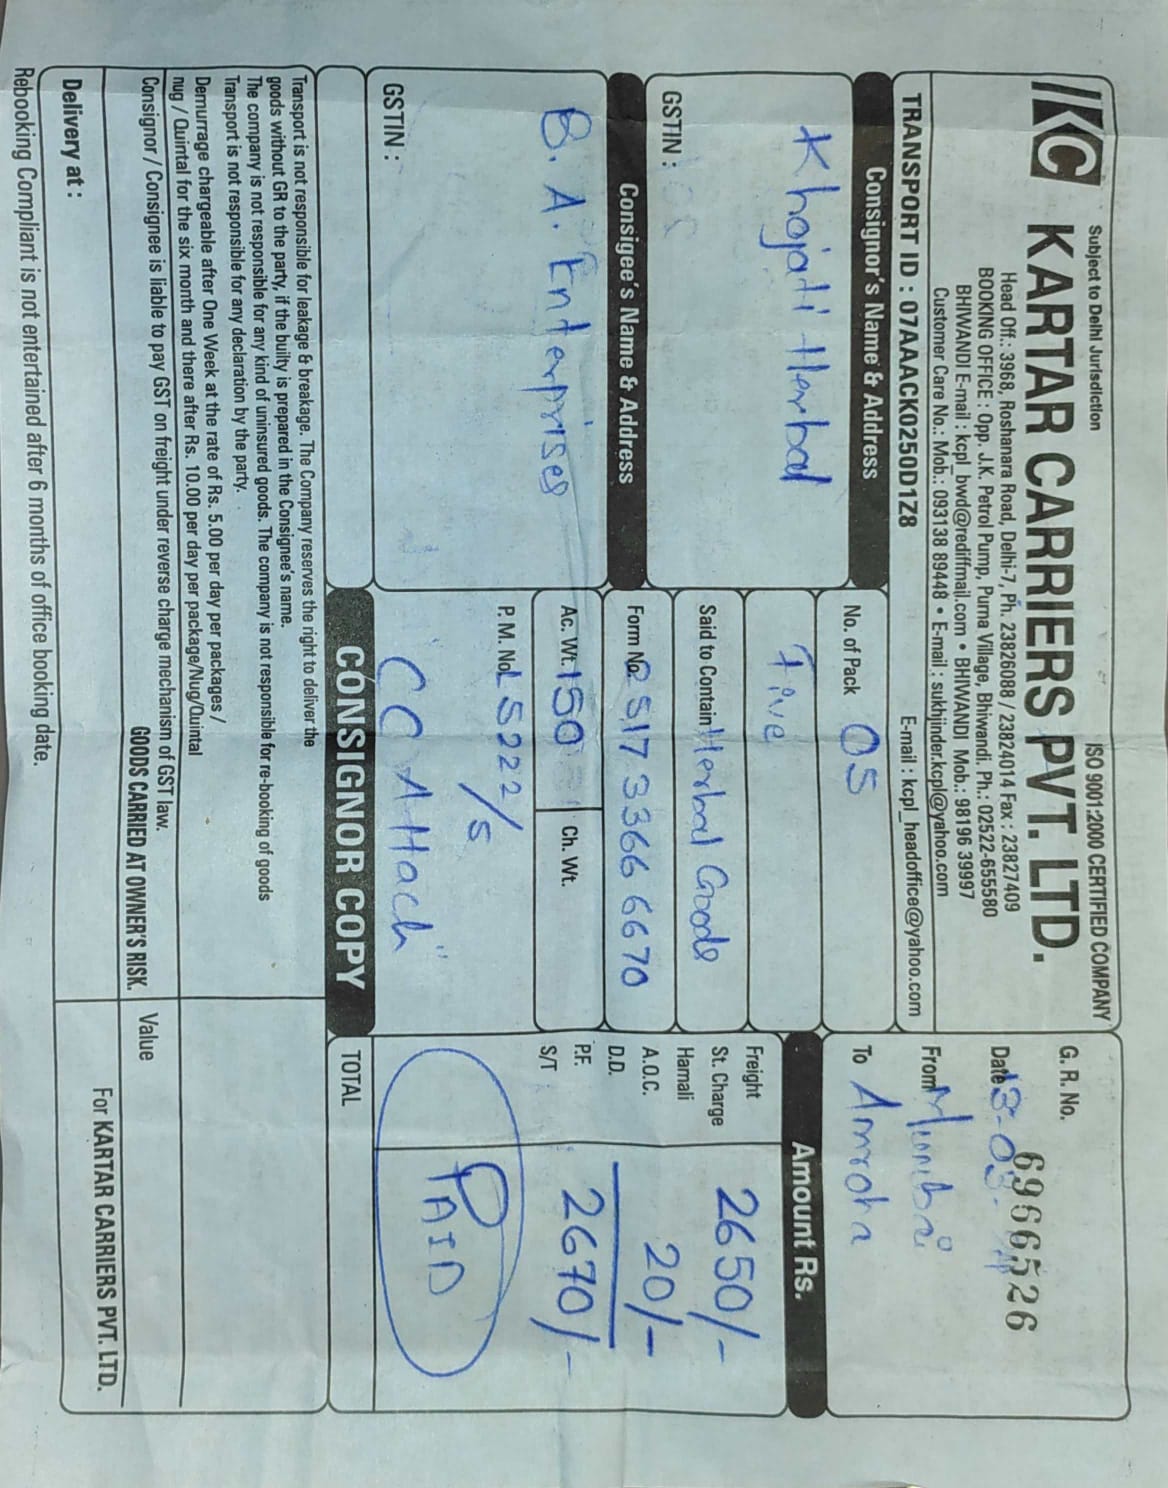 Subject to Delhi Jurisdiction
ISO 9001:2000 CERTIFIED COMPANY
KC KARTAR CARRIERS PVT. LTD.
Head Off.: 3968, Roshanara Road, Delhi-7, Ph. 23826088 / 23824014 Fax : 23827409
BOOKING OFFICE : Opp. J.K. Petrol Pump, Purna Village, Bhiwandi. Ph.: 02522-655580
BHIWANDI E-mail : kcpl_bwd@rediffmail.com • BHIWANDI Mob.: 98196 39997
Customer Care No.: Mob.: 093138 89448 • E-mail : sukhjinder.kcpl@yahoo.com
TRANSPORT ID : 07AAACK0250D1Z8
E-mail : kcpl_headoffice@yahoo.com
G. R. No. 6966526
Date 13-03-
From Mumbai
To Amroha
Consignor's Name & Address
Khojati Herbal
GSTIN :
Consigee's Name & Address
B. A. Enterprises
GSTIN :
No. of Pack 05
Five
Said to Contain Herbal Goods
Form No. 2517 3366 6670
Ac. Wt. 150
Ch. Wt.
P. M. No. L 5222/5
"CC Attach"
CONSIGNOR COPY
Amount Rs.
Freight 2650/-
St. Charge
Hamali
A.O.C. 20/-
D.D.
P.F. 2670/-
S/T
PAID
TOTAL
Transport is not responsible for leakage & breakage. The Company reserves the right to deliver the
goods without GR to the party, if the builty is prepared in the Consignee's name.
The company is not responsible for any kind of uninsured goods. The company is not responsible for re-booking of goods
Transport is not responsible for any declaration by the party.
Demurrage chargeable after One Week at the rate of Rs. 5.00 per day per packages /
nug / Quintal for the six month and there after Rs. 10.00 per day per package/Nug/Quintal
Consignor / Consignee is liable to pay GST on freight under reverse charge mechanism of GST law.
GOODS CARRIED AT OWNER'S RISK.
Value
Delivery at :
For KARTAR CARRIERS PVT. LTD.
Rebooking Compliant is not entertained after 6 months of office booking date.